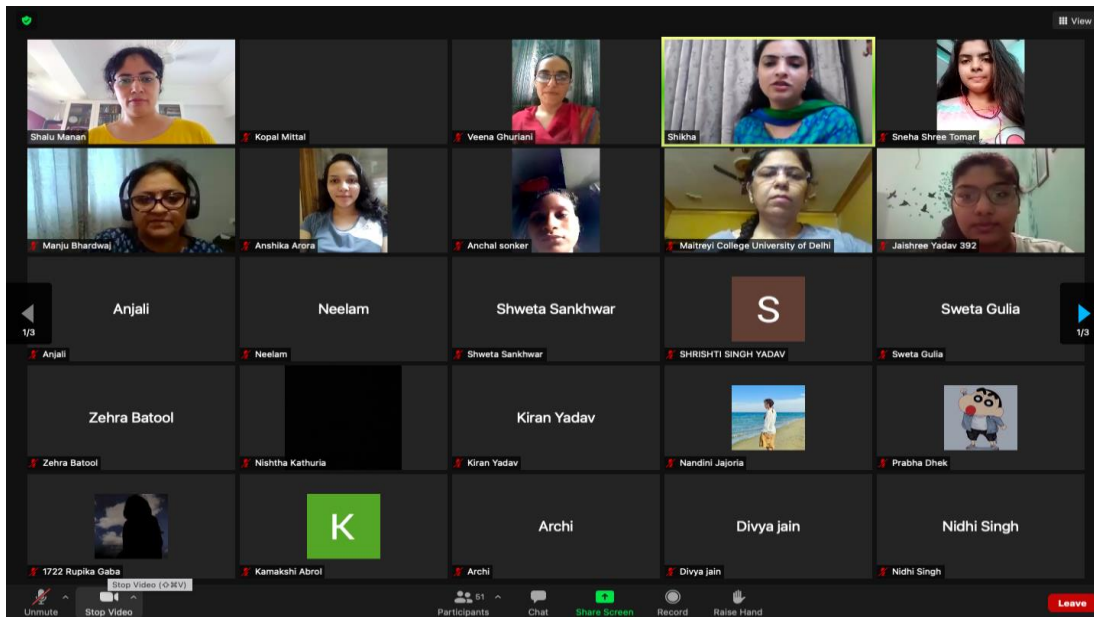 View
Shalu Manan
Kopal Mittal
Veena Ghuriani
Shikha
Sneha Shree Tomar
Manju Bhardwaj
Anshika Arora
Anchal sonker
Maitreyi College University of Delhi
Jaishree Yadav 392
Anjali
Neelam
Shweta Sankhwar
S
Sweta Gulia
1/3
1/3
Anjali
Neelam
Shweta Sankhwar
SHRISHTI SINGH YADAV
Sweta Gulia
Zehra Batool
Kiran Yadav
Zehra Batool
Nishtha Kathuria
Kiran Yadav
Nandini Jajoria
Prabha Dhek
K
Archi
Divya jain
Nidhi Singh
1722 Rupika Gaba
Kamakshi Abrol
Archi
Divya jain
Nidhi Singh
Stop Video (⇧⌘V)
51
Unmute
Stop Video
Participants
Chat
Share Screen
Record
Raise Hand
Leave